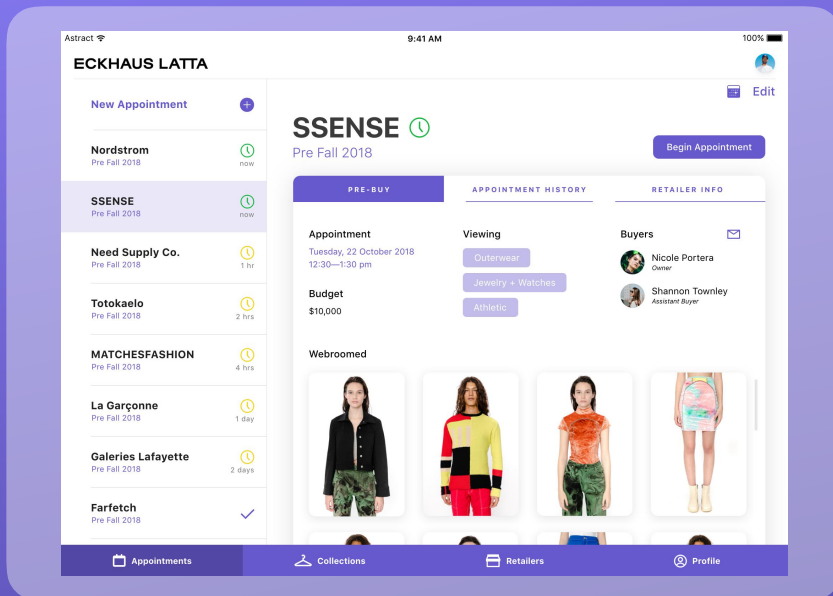 Astract
9:41 AM
100%
ECKHAUS LATTA
New Appointment
Edit
Nordstrom
Pre Fall 2018
now
SSENSE
Pre Fall 2018
now
Need Supply Co.
Pre Fall 2018
1 hr
Totokaelo
Pre Fall 2018
2 hrs
MATCHESFASHION
Pre Fall 2018
4 hrs
La Garçonne
Pre Fall 2018
1 day
Galeries Lafayette
Pre Fall 2018
2 days
Farfetch
Pre Fall 2018
SSENSE
Pre Fall 2018
Begin Appointment
PRE-BUY
APPOINTMENT HISTORY
RETAILER INFO
Appointment
Tuesday, 22 October 2018
12:30—1:30 pm
Budget
$10,000
Viewing
Outerwear
Jewelry + Watches
Athletic
Buyers
Nicole Portera
Owner
Shannon Townley
Assistant Buyer
Webroomed
Appointments
Collections
Retailers
Profile